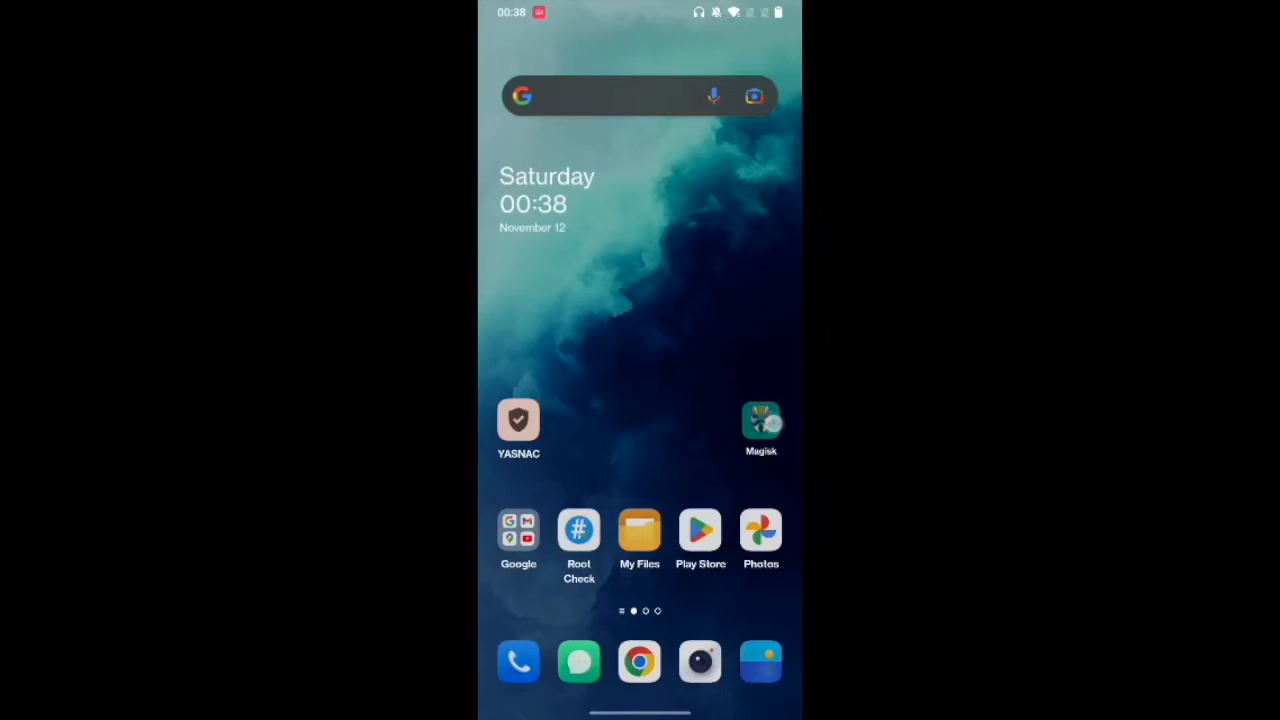 00:38
Saturday
00:38
November 12
YASNAC
Magisk
Google
Root
Check
My Files
Play Store
Photos